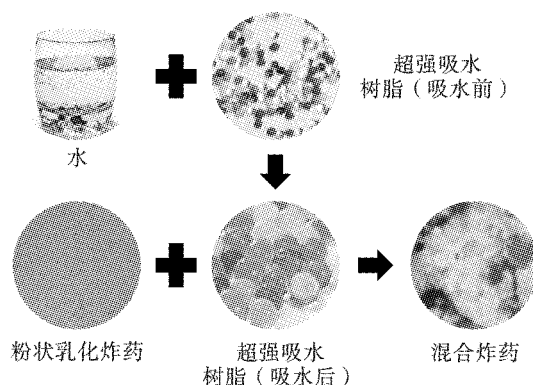 水
超强吸水
树脂（吸水前）
粉状乳化炸药
超强吸水
树脂（吸水后）
混合炸药